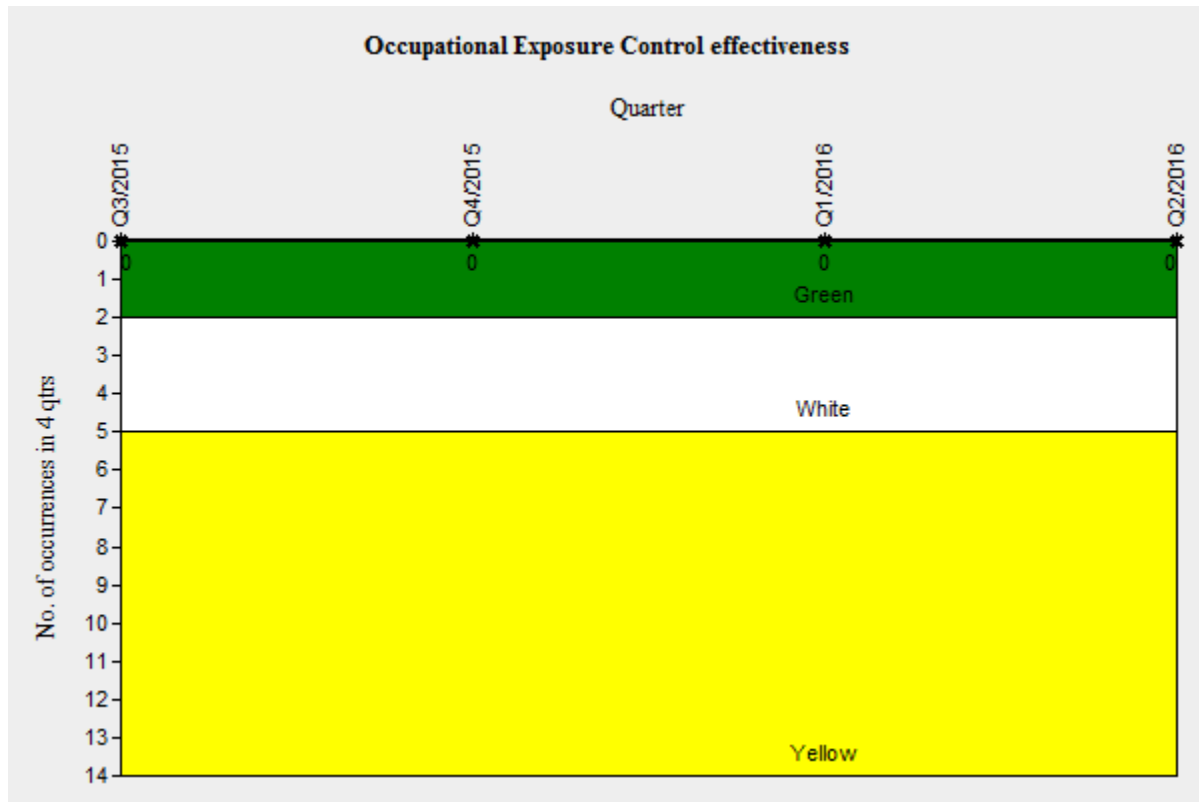 Occupational Exposure Control effectiveness
Quarter
Q3/2015
Q4/2015
Q1/2016
Q2/2016
No. of occurrences in 4 qtrs
0
1
2
3
4
5
6
7
8
9
10
11
12
13
14
0
0
0
0
Green
White
Yellow